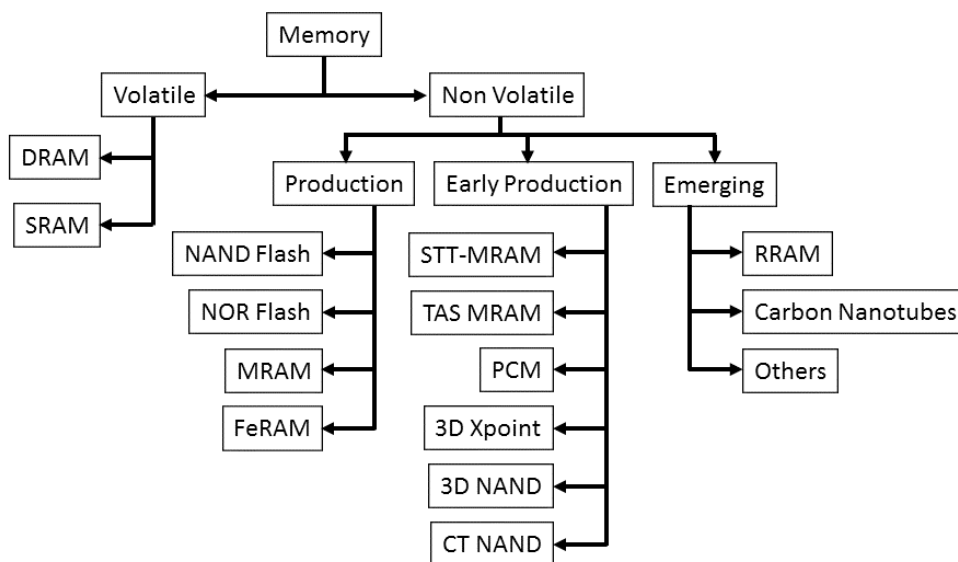 Memory
Volatile
Non Volatile
DRAM
SRAM
Production
Early Production
Emerging
NAND Flash
NOR Flash
MRAM
FeRAM
STT-MRAM
TAS MRAM
PCM
3D Xpoint
3D NAND
CT NAND
RRAM
Carbon Nanotubes
Others